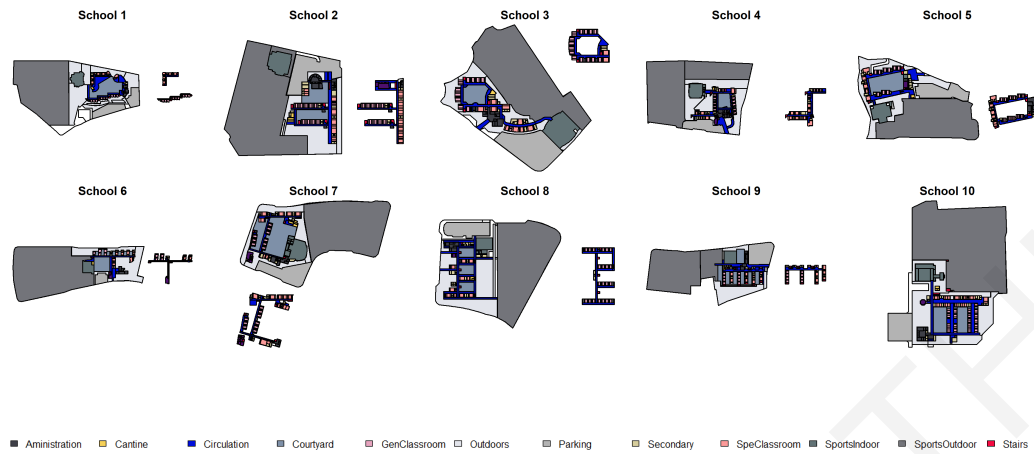 School 1
School 2
School 3
School 4
School 5
School 6
School 7
School 8
School 9
School 10
Aministration
Cantine
Circulation
Courtyard
GenClassroom
Outdoors
Parking
Secondary
SpeClassroom
SportsIndoor
SportsOutdoor
Stairs